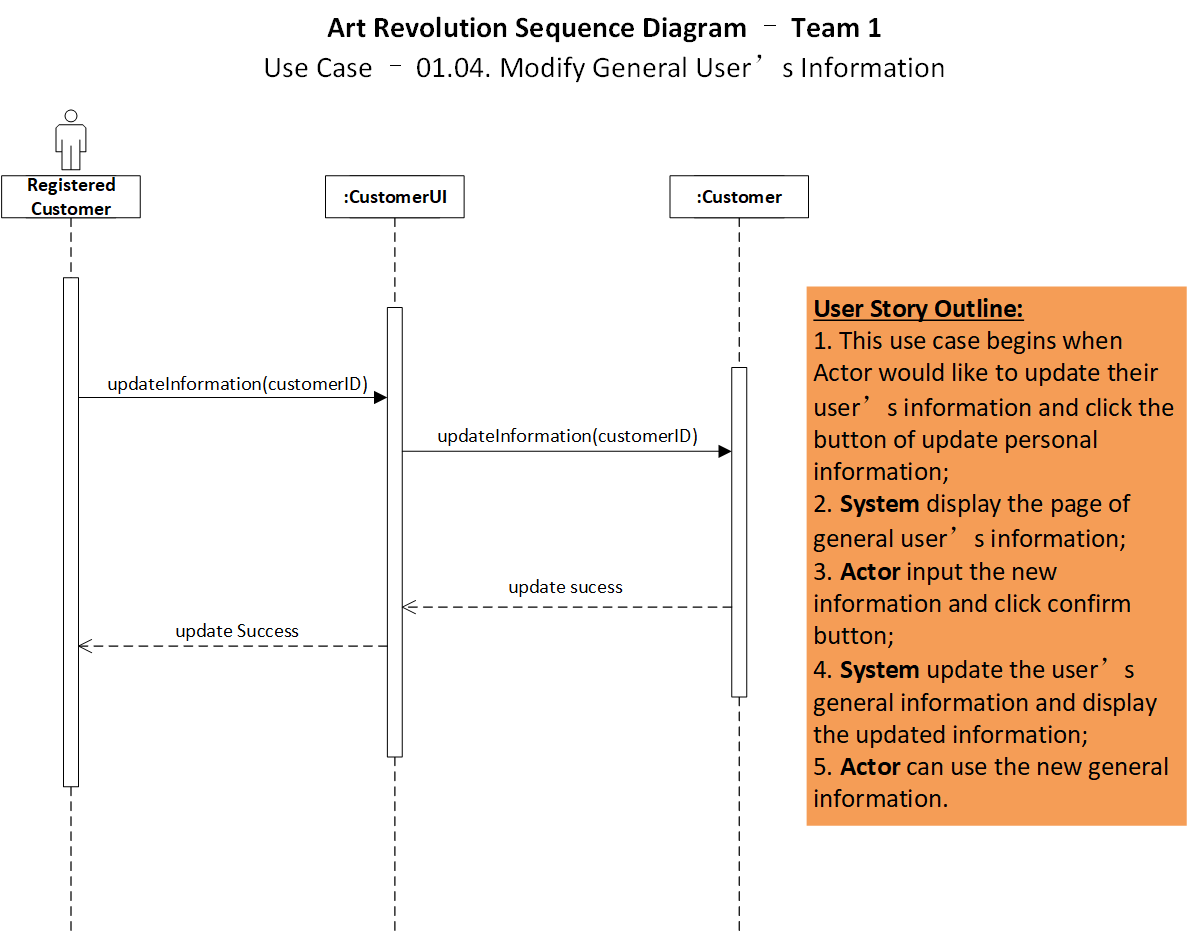 Art Revolution Sequence Diagram – Team 1
Use Case – 01.04. Modify General User’s Information
Registered
Customer
:CustomerUI
:Customer
updateInformation(customerID)
updateInformation(customerID)
update sucess
update Success
User Story Outline:
1. This use case begins when
Actor would like to update their
user’s information and click the
button of update personal
information;
2. System display the page of
general user’s information;
3. Actor input the new
information and click confirm
button;
4. System update the user’s
general information and display
the updated information;
5. Actor can use the new general
information.